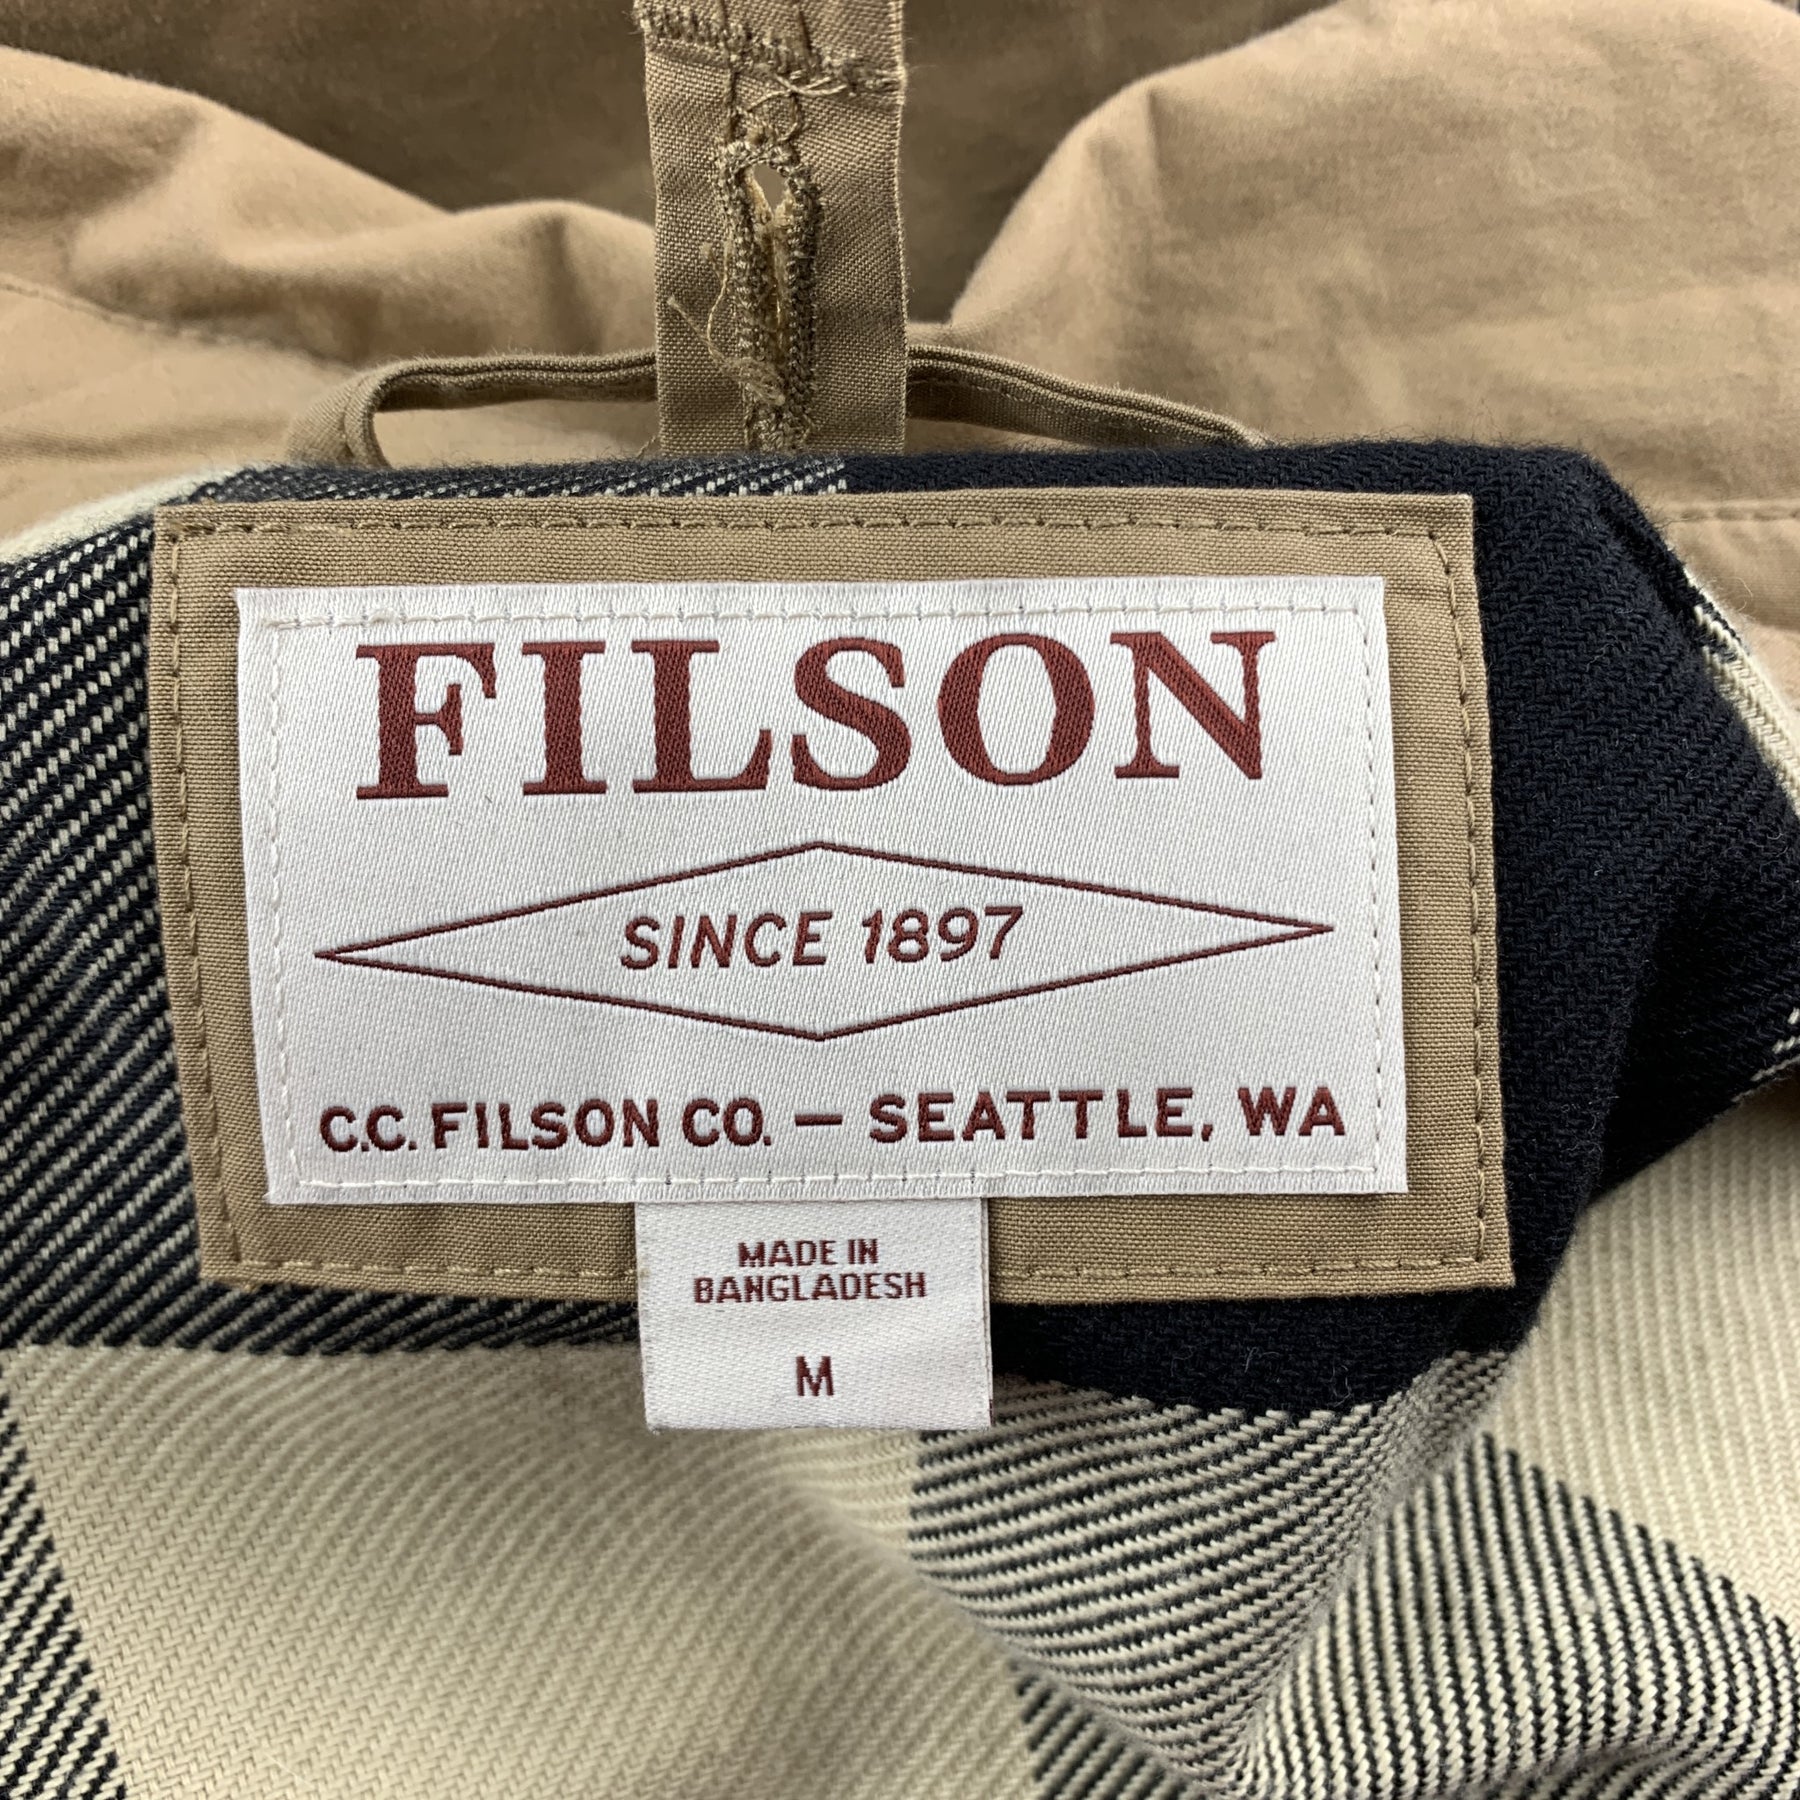 FILSON
SINCE 1897
C.C. FILSON CO. — SEATTLE, WA
MADE IN
BANGLADESH
M